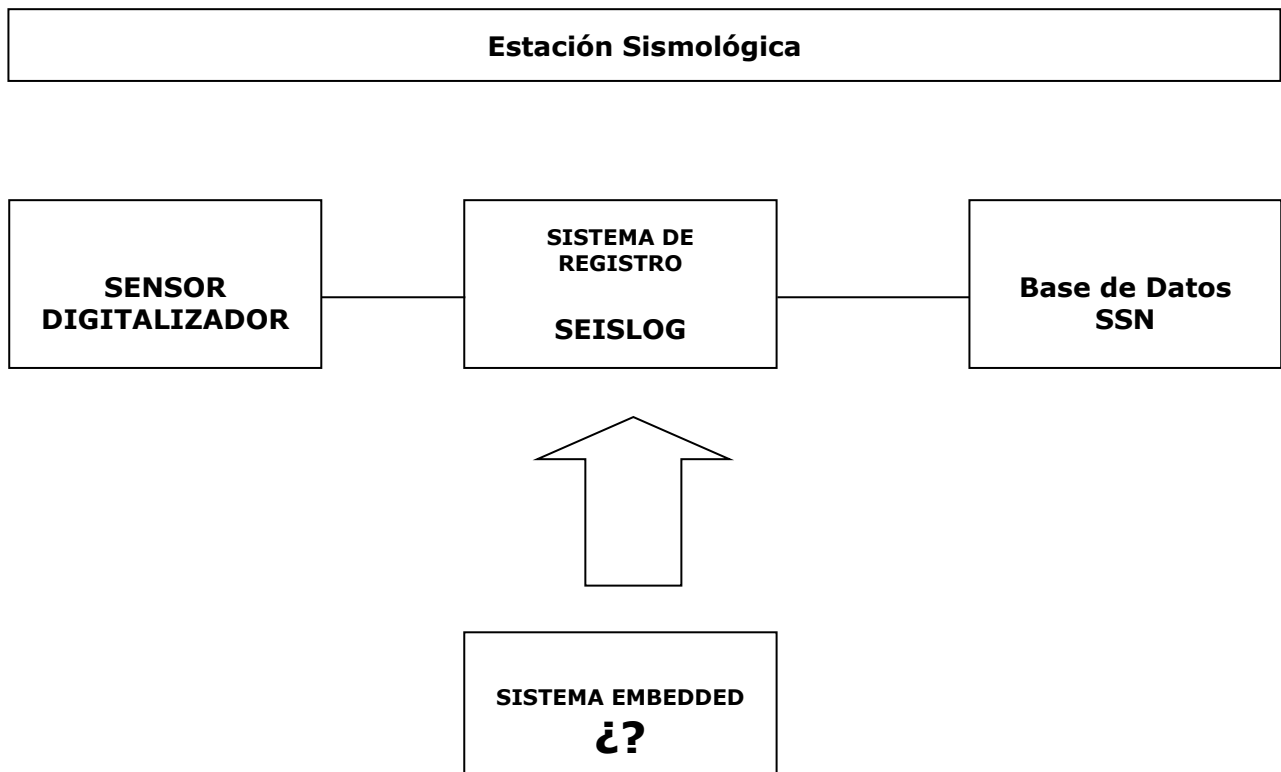 Estación Sismológica
SENSOR
DIGITALIZADOR
SISTEMA DE
REGISTRO
SEISLOG
Base de Datos
SSN
SISTEMA EMBEDDED
¿?